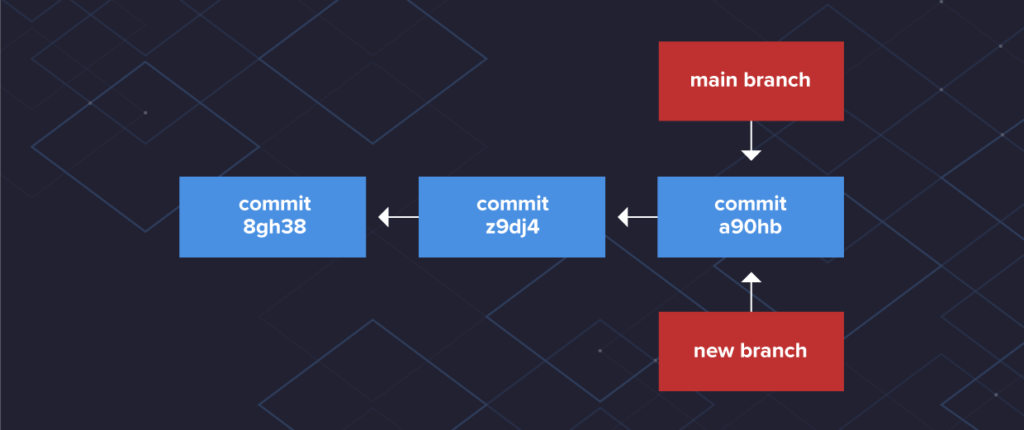 main branch
commit
8gh38
commit
z9dj4
commit
a90hb
new branch